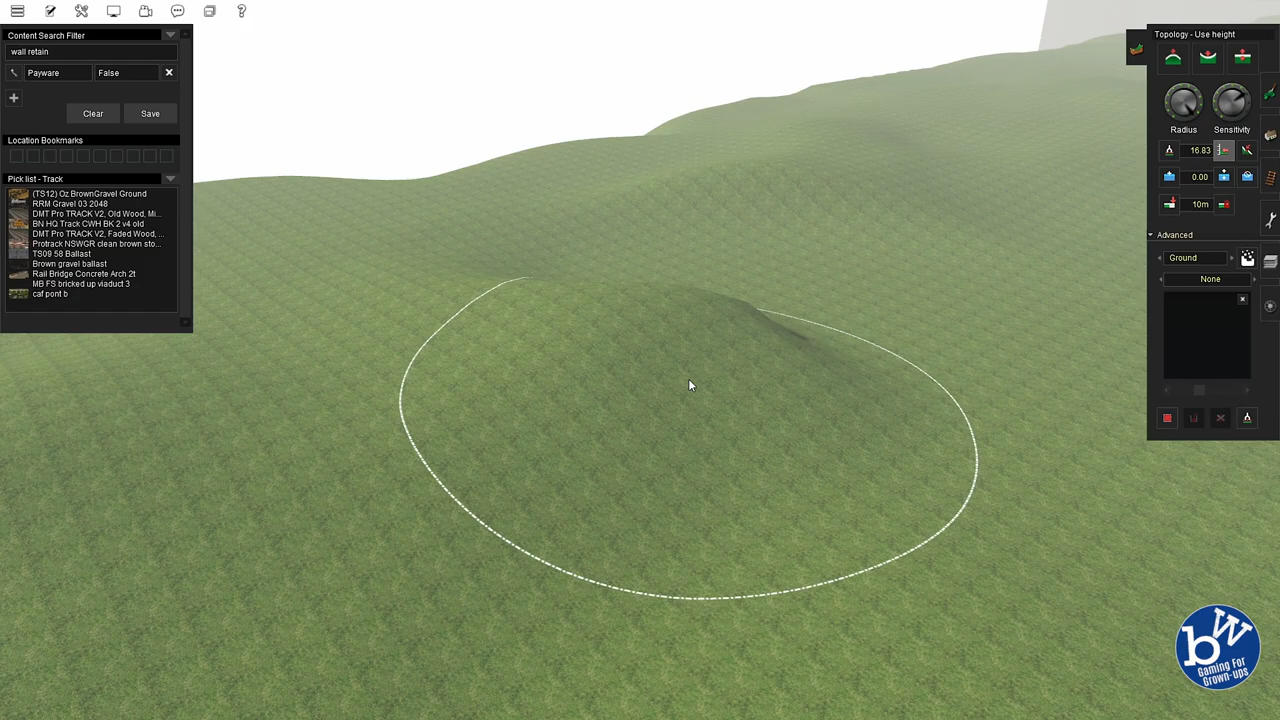 Content Search Filter
wall retain
Payware False
Clear Save
Location Bookmarks
Pick list - Track
(TS12) Oz BrownGravel Ground
RRM Gravel 03 2048
DMT Pro TRACK V2, Old Wood, Mi...
BN HQ Track CWH BK 2 v4 old
DMT Pro TRACK V2, Faded Wood, ...
Protrack NSWGR clean brown sto...
TS09 58 Ballast
Brown gravel ballast
Rail Bridge Concrete Arch 2t
MB FS bricked up viaduct 3
caf pont b
Topology - Use height
Radius Sensitivity
16.83
0.00
10m
Advanced
Ground
None
bW
Gaming For
Grown-ups